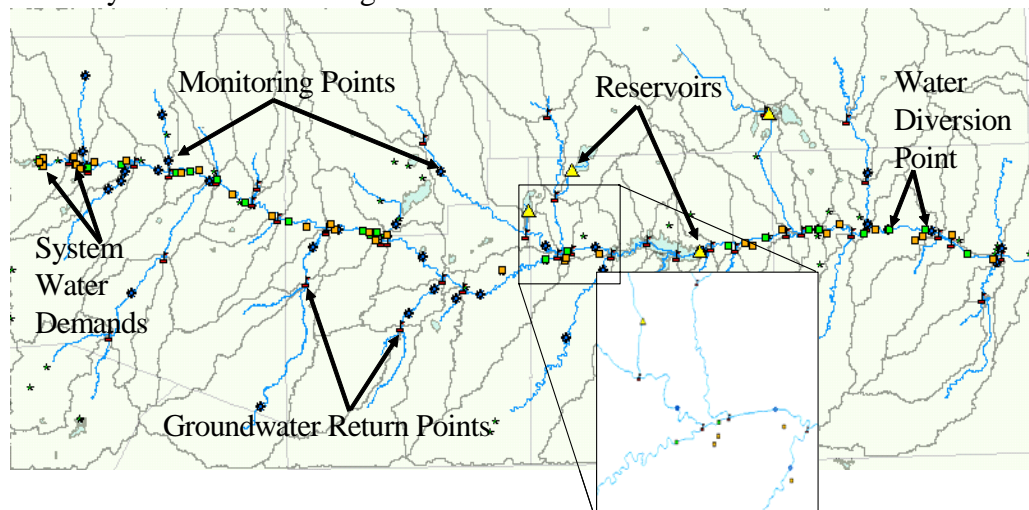 Monitoring Points
Reservoirs
Water
Diversion
Point
System
Water
Demands
Groundwater Return Points